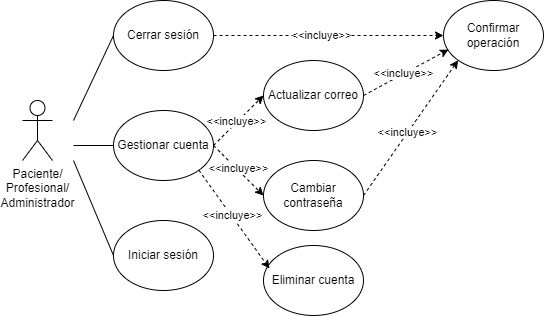 Cerrar sesión
<<incluye>>
Confirmar
operación
Actualizar correo
<<incluye>>
<<incluye>>
Gestionar cuenta
<<incluye>>
<<incluye>>
Paciente/
Profesional/
Administrador
<<incluye>>
Cambiar
contraseña
<<incluye>>
Iniciar sesión
Eliminar cuenta